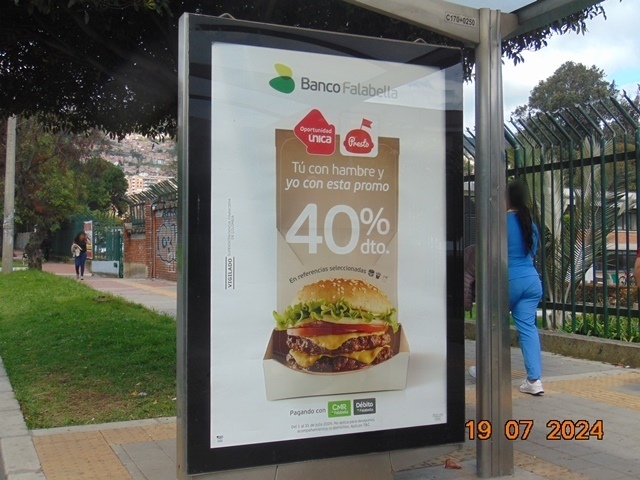 C170*0250
Banco Falabella
Oportunidad
única
Presto
Tú con hambre y
yo con esta promo
40%
dto.
En referencias seleccionadas
VIGILADO
Pagando con CMR Débito
19 07 2024